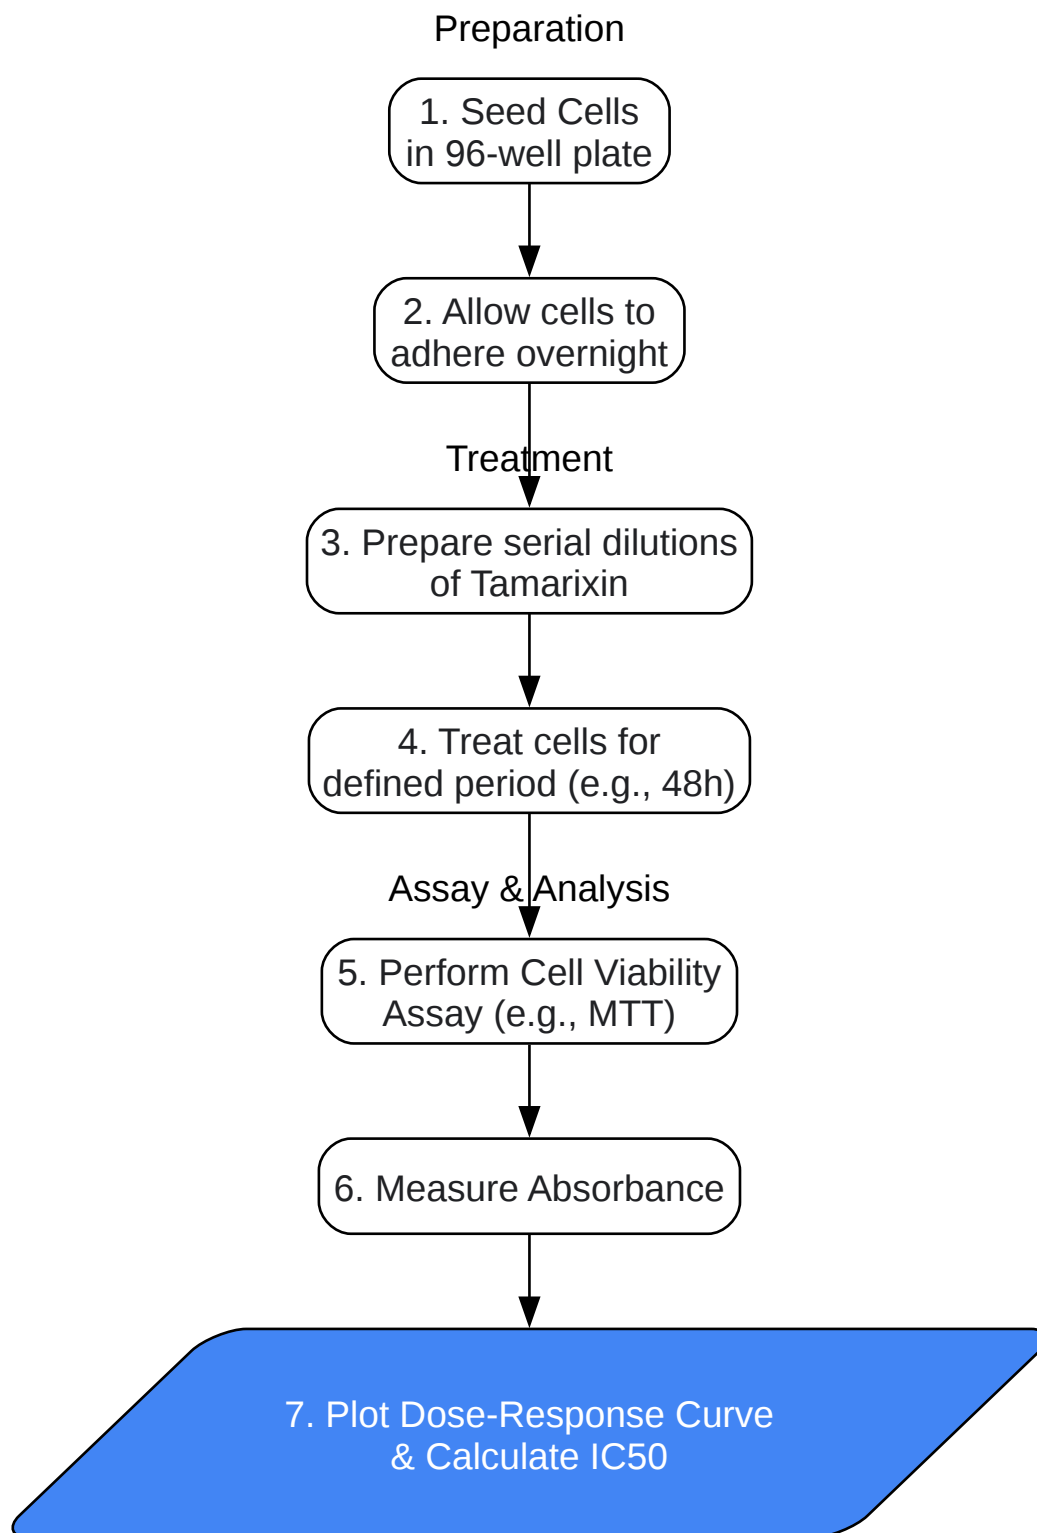 Preparation
1. Seed Cells
in 96-well plate
2. Allow cells to
adhere overnight
Treatment
3. Prepare serial dilutions
of Tamarixin
4. Treat cells for
defined period (e.g., 48h)
Assay & Analysis
5. Perform Cell Viability
Assay (e.g., MTT)
6. Measure Absorbance
7. Plot Dose-Response Curve
& Calculate IC50